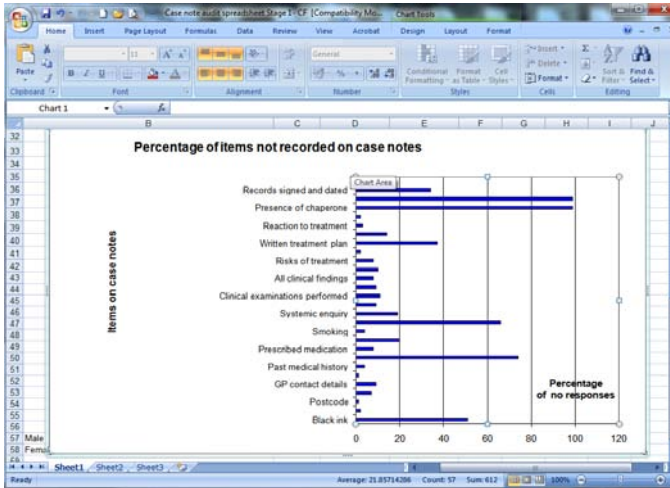 Case note audit spreadsheet Stage 1 - CF [Compatibility Mo... Chart Tools
Home Insert Page Layout Formulas Data Review View Acrobat Design Layout Format
Paste
B I U
General
Conditional Formatting Format as Table Cell Styles
Insert
Delete
Format
Sort & Filter Find & Select
Clipboard Font Alignment Number Styles Cells Editing
Chart 1 fx
B C D E F G H I J
32
33
34
35
36
37
38
39
40
41
42
43
44
45
46
47
48
49
50
51
52
53
54
55
56
57 Male
58
Percentage of items not recorded on case notes
Chart Area
Items on case notes
Records signed and dated
Presence of chaperone
Reaction to treatment
Written treatment plan
Risks of treatment
All clinical findings
Clinical examinations performed
Systemic enquiry
Smoking
Prescribed medication
Past medical history
GP contact details
Postcode
Black ink
Percentage
of no responses
0 20 40 60 80 100 120
Sheet1 Sheet2 Sheet3
Ready Average: 21.85714286 Count: 57 Sum: 612 100%